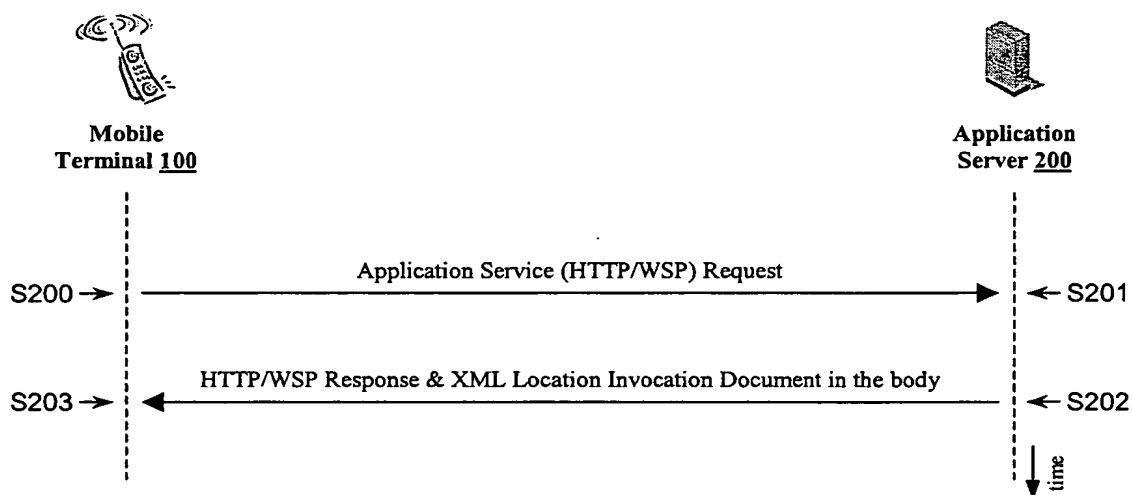 Mobile
Terminal 100
Application
Server 200
Application Service (HTTP/WSP) Request
S200
S201
HTTP/WSP Response & XML Location Invocation Document in the body
S203
S202
time